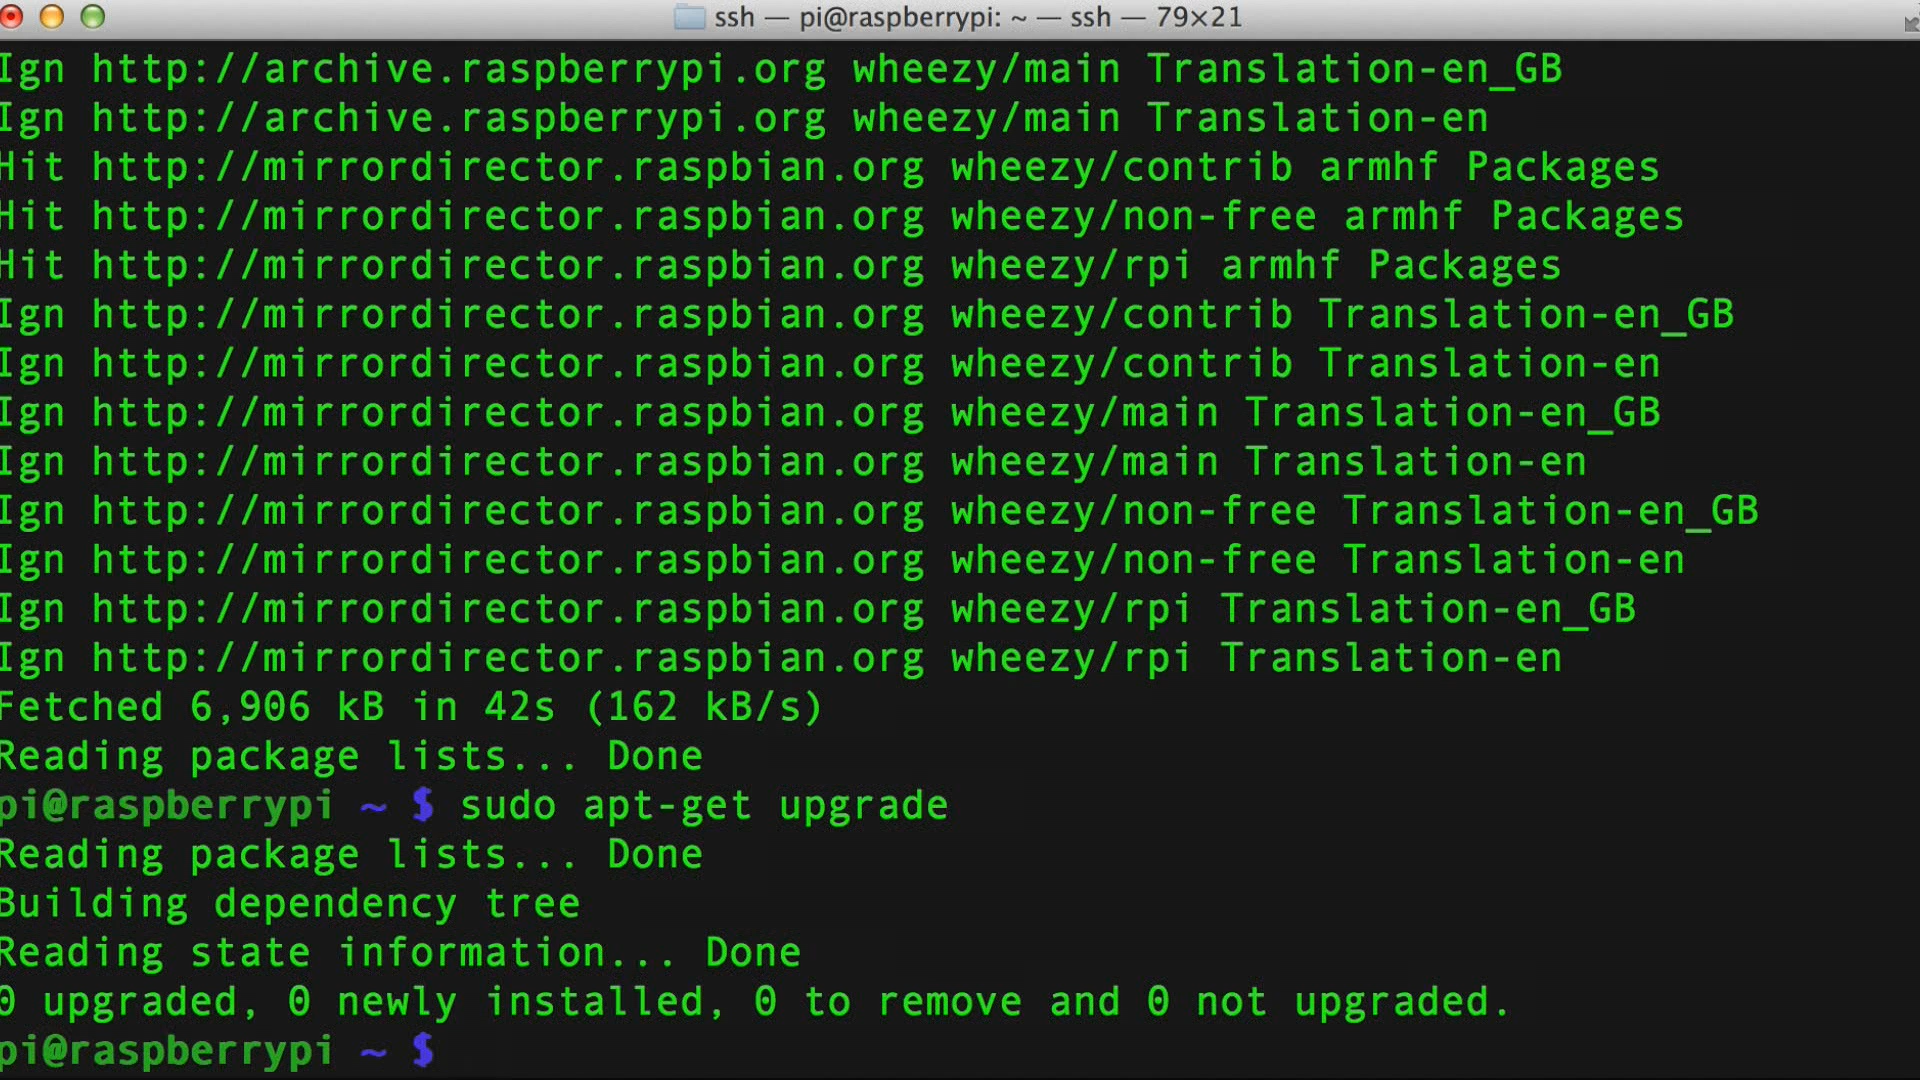 ssh — pi@raspberrypi: ~ — ssh — 79×21
Ign http://archive.raspberrypi.org wheezy/main Translation-en_GB
Ign http://archive.raspberrypi.org wheezy/main Translation-en
Hit http://mirrordirector.raspbian.org wheezy/contrib armhf Packages
Hit http://mirrordirector.raspbian.org wheezy/non-free armhf Packages
Hit http://mirrordirector.raspbian.org wheezy/rpi armhf Packages
Ign http://mirrordirector.raspbian.org wheezy/contrib Translation-en_GB
Ign http://mirrordirector.raspbian.org wheezy/contrib Translation-en
Ign http://mirrordirector.raspbian.org wheezy/main Translation-en_GB
Ign http://mirrordirector.raspbian.org wheezy/main Translation-en
Ign http://mirrordirector.raspbian.org wheezy/non-free Translation-en_GB
Ign http://mirrordirector.raspbian.org wheezy/non-free Translation-en
Ign http://mirrordirector.raspbian.org wheezy/rpi Translation-en_GB
Ign http://mirrordirector.raspbian.org wheezy/rpi Translation-en
Fetched 6,906 kB in 42s (162 kB/s)
Reading package lists... Done
pi@raspberrypi ~ $ sudo apt-get upgrade
Reading package lists... Done
Building dependency tree
Reading state information... Done
0 upgraded, 0 newly installed, 0 to remove and 0 not upgraded.
pi@raspberrypi ~ $